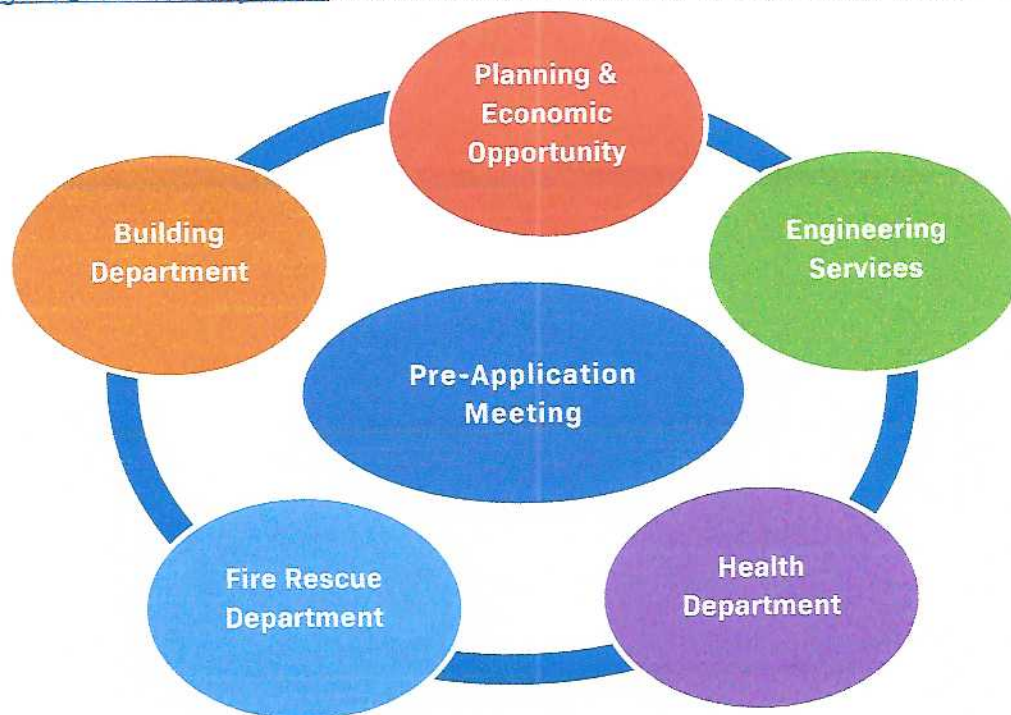 Planning &
Economic
Opportunity
Building
Department
Engineering
Services
Pre-Application
Meeting
Fire Rescue
Department
Health
Department